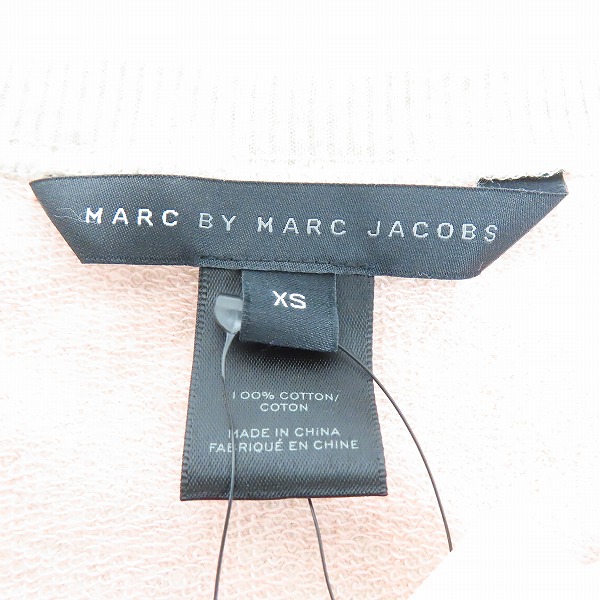 MARC BY MARC JACOBS
XS
100% COTTON/
COTON
MADE IN CHINA
FABRIQUÉ EN CHINE